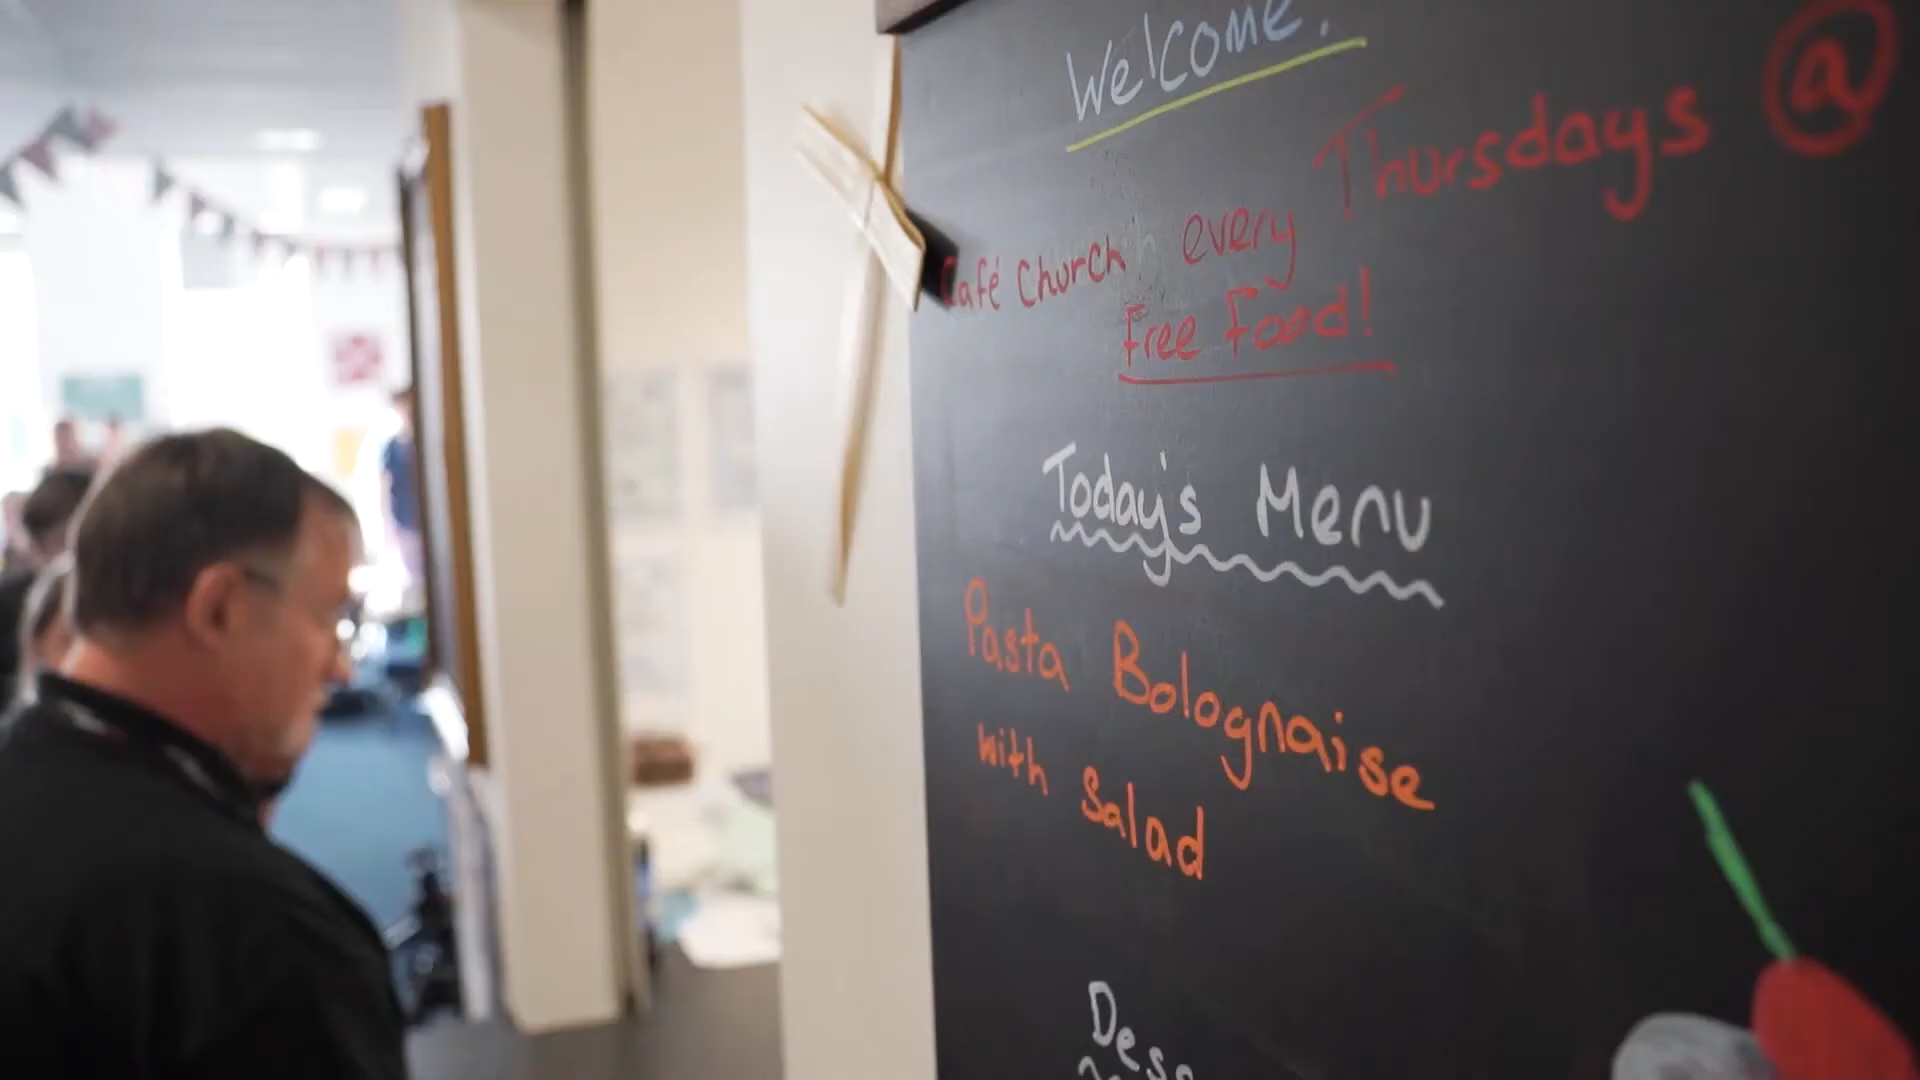 Welcome.
Café Church every Thursdays @
Free Food!
Today's Menu
Pasta Bolognaise
with Salad